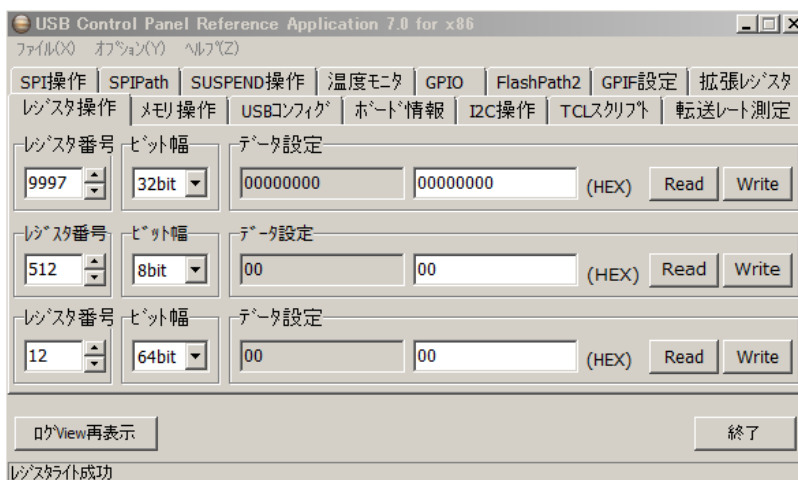 USB Control Panel Reference Application 7.0 for x86
ﾌｧｲﾙ(X) ｵﾌﾟｼｮﾝ(Y) ﾍﾙﾌﾟ(Z)
SPI操作 SPIPath SUSPEND操作 温度ﾓﾆﾀ GPIO FlashPath2 GPIF設定 拡張ﾚｼﾞｽﾀ
ﾚｼﾞｽﾀ操作 ﾒﾓﾘ操作 USBｺﾝﾌｨｸﾞ ﾎﾞｰﾄﾞ情報 I2C操作 TCLｽｸﾘﾌﾟﾄ 転送ﾚｰﾄ測定
ﾚｼﾞｽﾀ番号 ﾋﾞｯﾄ幅 ﾃﾞｰﾀ設定
9997 32bit 00000000 00000000 (HEX) Read Write
ﾚｼﾞｽﾀ番号 ﾋﾞｯﾄ幅 ﾃﾞｰﾀ設定
512 8bit 00 00 (HEX) Read Write
ﾚｼﾞｽﾀ番号 ﾋﾞｯﾄ幅 ﾃﾞｰﾀ設定
12 64bit 00 00 (HEX) Read Write
ﾛｸﾞView再表示 終了
ﾚｼﾞｽﾀﾗｲﾄ成功